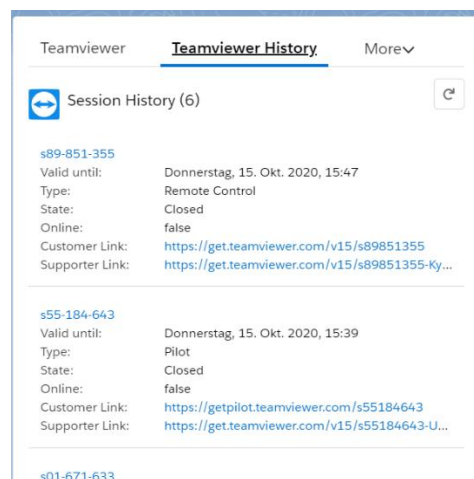 Teamviewer Teamviewer History More
Session History (6)
s89-851-355
Valid until: Donnerstag, 15. Okt. 2020, 15:47
Type: Remote Control
State: Closed
Online: false
Customer Link: https://get.teamviewer.com/v15/s89851355
Supporter Link: https://get.teamviewer.com/v15/s89851355-Ky...
s55-184-643
Valid until: Donnerstag, 15. Okt. 2020, 15:39
Type: Pilot
State: Closed
Online: false
Customer Link: https://getpilot.teamviewer.com/s55184643
Supporter Link: https://get.teamviewer.com/v15/s55184643-U...
s01-671-633